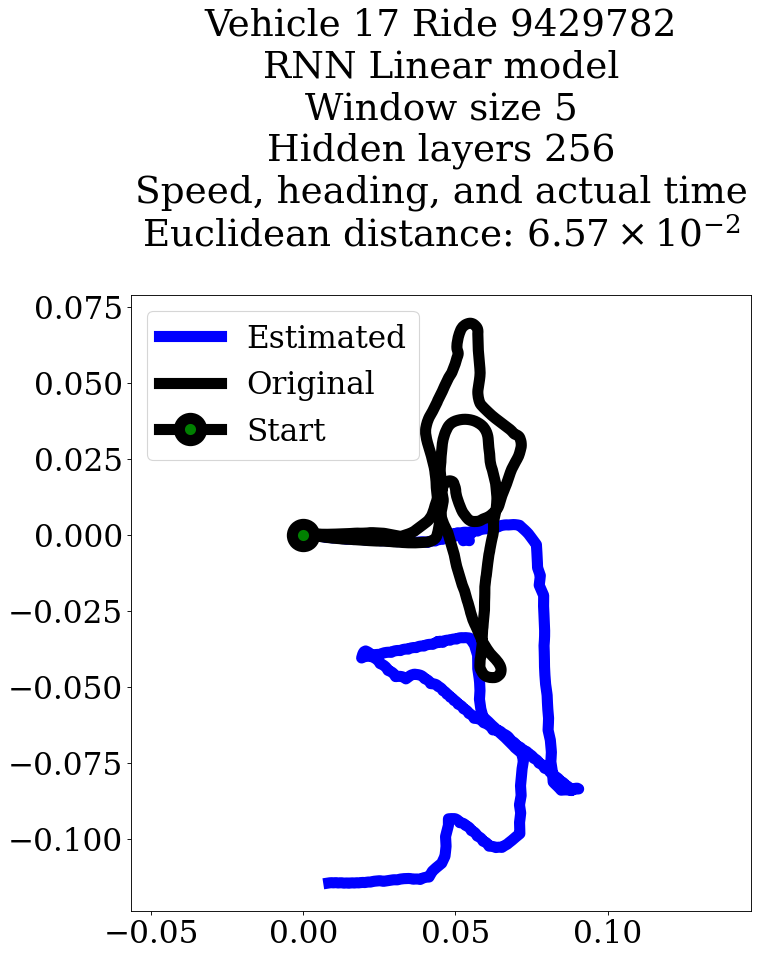 Vehicle 17 Ride 9429782
RNN Linear model
Window size 5
Hidden layers 256
Speed, heading, and actual time
Euclidean distance: 6.57 × 10⁻²
Estimated
Original
Start
0.075
0.050
0.025
0.000
−0.025
−0.050
−0.075
−0.100
−0.05 0.00 0.05 0.10